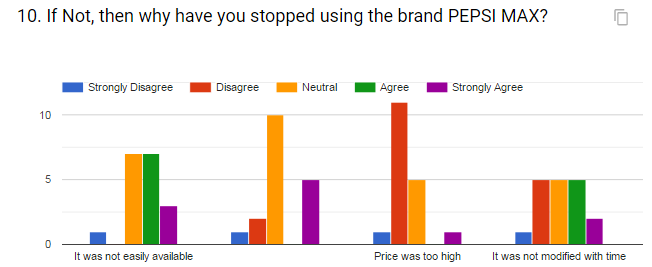 10. If Not, then why have you stopped using the brand PEPSI MAX?
Strongly Disagree Disagree Neutral Agree Strongly Agree
10
5
0
It was not easily available Price was too high It was not modified with time